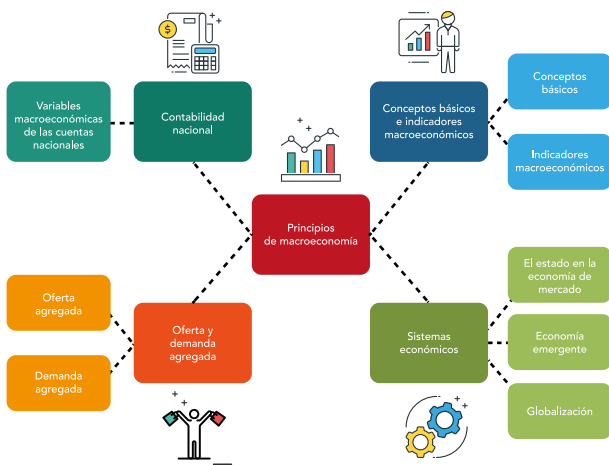 Variables
macroeconómicas
de las cuentas
nacionales
Contabilidad
nacional
Conceptos básicos
e indicadores
macroeconómicos
Conceptos
básicos
Indicadores
macroeconómicos
Principios
de macroeconomía
Oferta
agregada
Demanda
agregada
Oferta y
demanda
agregada
Sistemas
económicos
El estado en la
economía de
mercado
Economía
emergente
Globalización